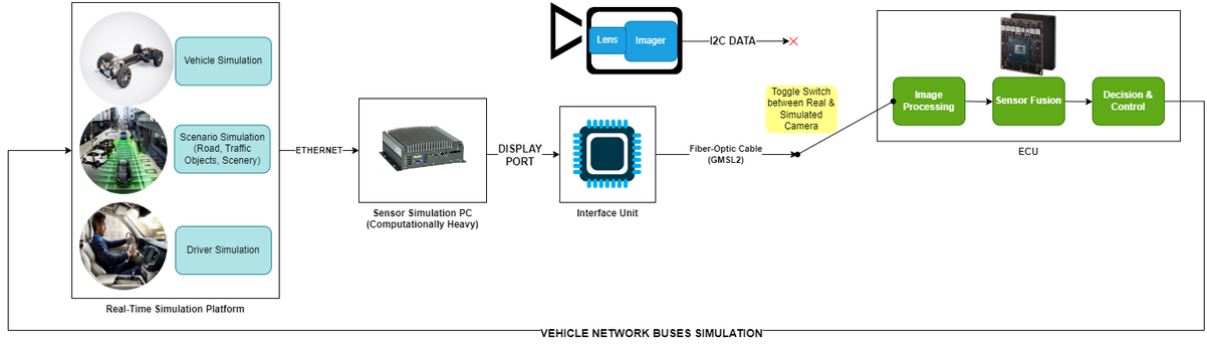 Vehicle Simulation
Scenario Simulation
(Road, Traffic
Objects, Scenery)
Driver Simulation
Real-Time Simulation Platform
ETHERNET
Sensor Simulation PC
(Computationally Heavy)
DISPLAY
PORT
Interface Unit
Lens
Imager
I2C DATA
Fiber-Optic Cable
(GMSL2)
Toggle Switch
between Real &
Simulated
Camera
Image
Processing
Sensor Fusion
Decision &
Control
ECU
VEHICLE NETWORK BUSES SIMULATION